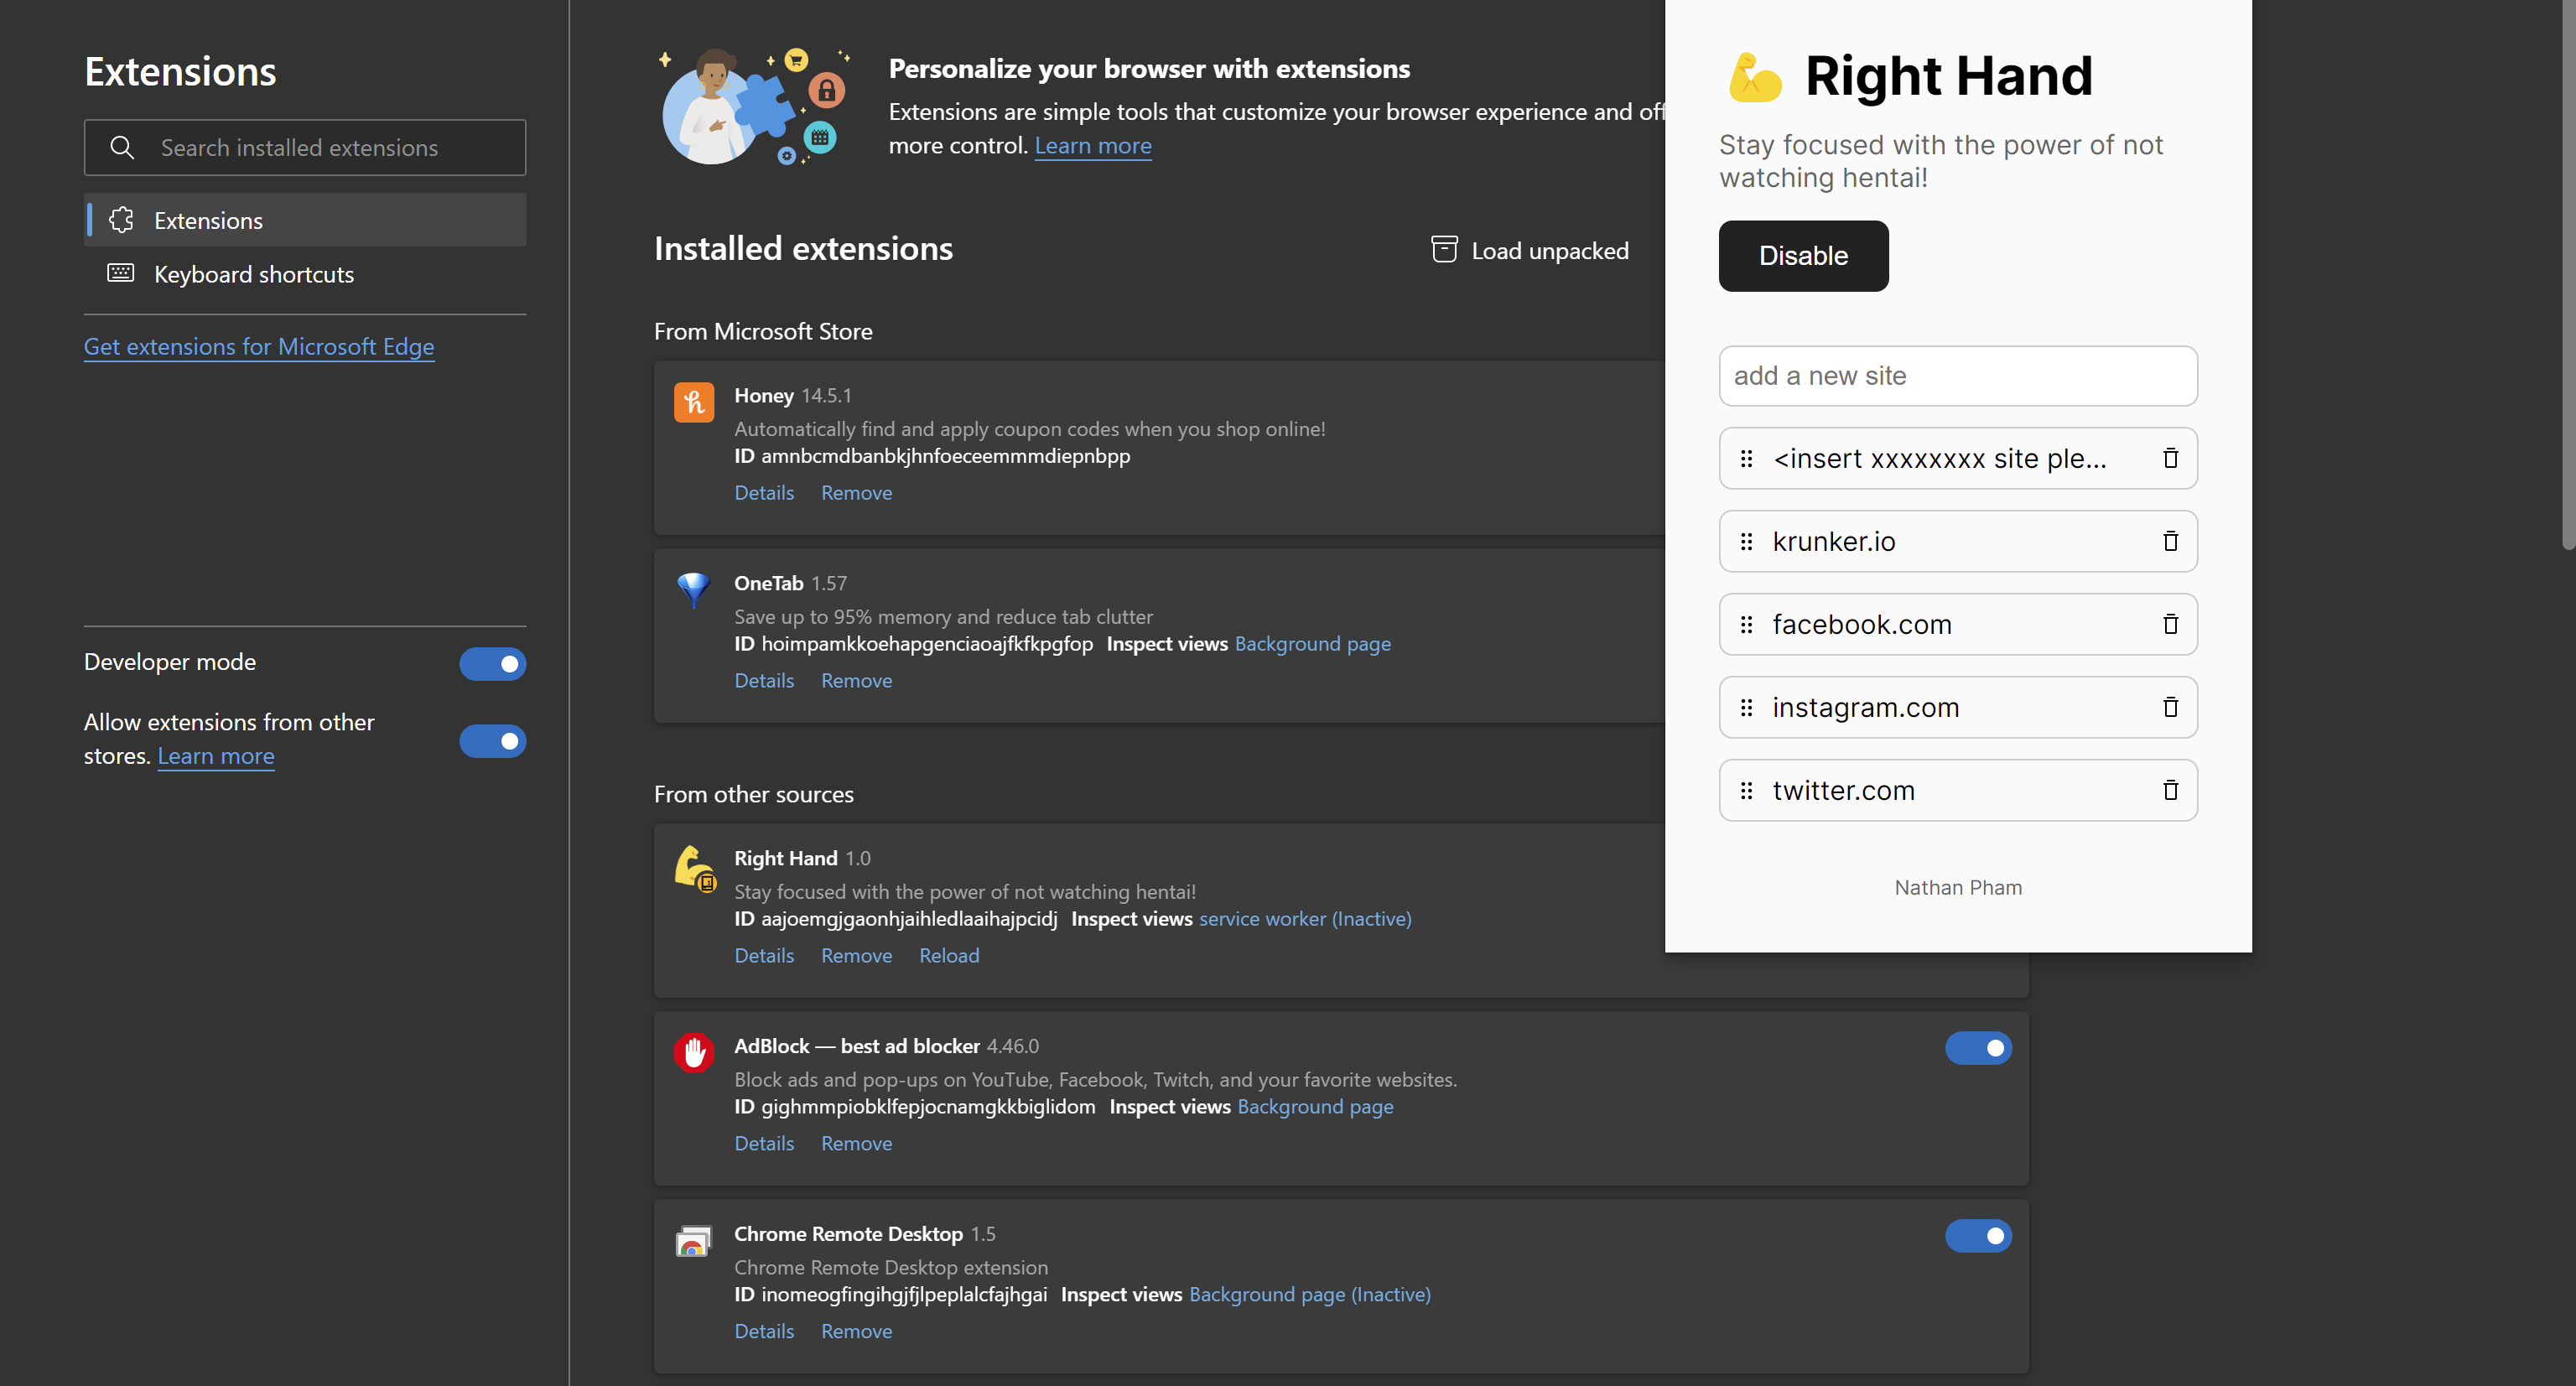 Extensions
Search installed extensions
Extensions
Keyboard shortcuts
Get extensions for Microsoft Edge
Developer mode
Allow extensions from other
stores. Learn more
Personalize your browser with extensions
Extensions are simple tools that customize your browser experience and off
more control. Learn more
Installed extensions
Load unpacked
From Microsoft Store
Honey 14.5.1
Automatically find and apply coupon codes when you shop online!
ID amnbcmdbanbkjhnfoeceemmmdiepnbpp
Details Remove
OneTab 1.57
Save up to 95% memory and reduce tab clutter
ID hoimpamkkoehapgenciaoajfkfkpgfop Inspect views Background page
Details Remove
From other sources
Right Hand 1.0
Stay focused with the power of not watching hentai!
ID aajoemgjgaonhjaihledlaaihajpcidj Inspect views service worker (Inactive)
Details Remove Reload
AdBlock — best ad blocker 4.46.0
Block ads and pop-ups on YouTube, Facebook, Twitch, and your favorite websites.
ID gighmmpiobklfepjocnamgkkbiglidom Inspect views Background page
Details Remove
Chrome Remote Desktop 1.5
Chrome Remote Desktop extension
ID inomeogfingihgjfjlpeplalcfajhgai Inspect views Background page (Inactive)
Details Remove
Right Hand
Stay focused with the power of not
watching hentai!
Disable
add a new site
<insert xxxxxxxx site ple...
krunker.io
facebook.com
instagram.com
twitter.com
Nathan Pham